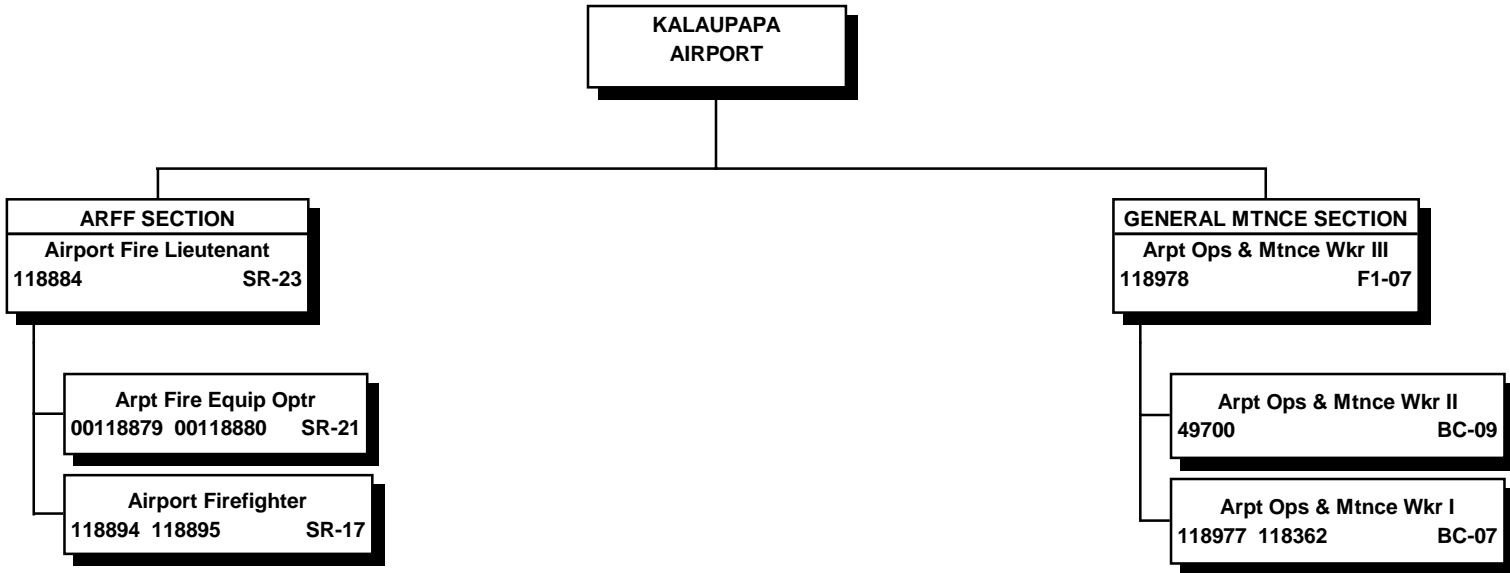 KALAUPAPA
AIRPORT
ARFF SECTION
Airport Fire Lieutenant
118884 SR-23
Arpt Fire Equip Optr
00118879 00118880 SR-21
Airport Firefighter
118894 118895 SR-17
GENERAL MTNCE SECTION
Arpt Ops & Mtnce Wkr III
118978 F1-07
Arpt Ops & Mtnce Wkr II
49700 BC-09
Arpt Ops & Mtnce Wkr I
118977 118362 BC-07